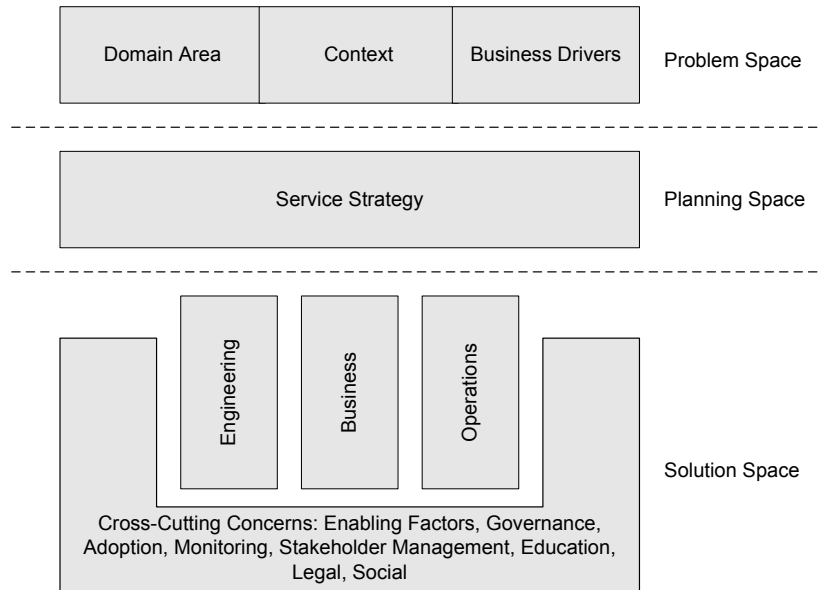 Domain Area
Context
Business Drivers
Problem Space
Service Strategy
Planning Space
Engineering
Business
Operations
Solution Space
Cross-Cutting Concerns: Enabling Factors, Governance,
Adoption, Monitoring, Stakeholder Management, Education,
Legal, Social